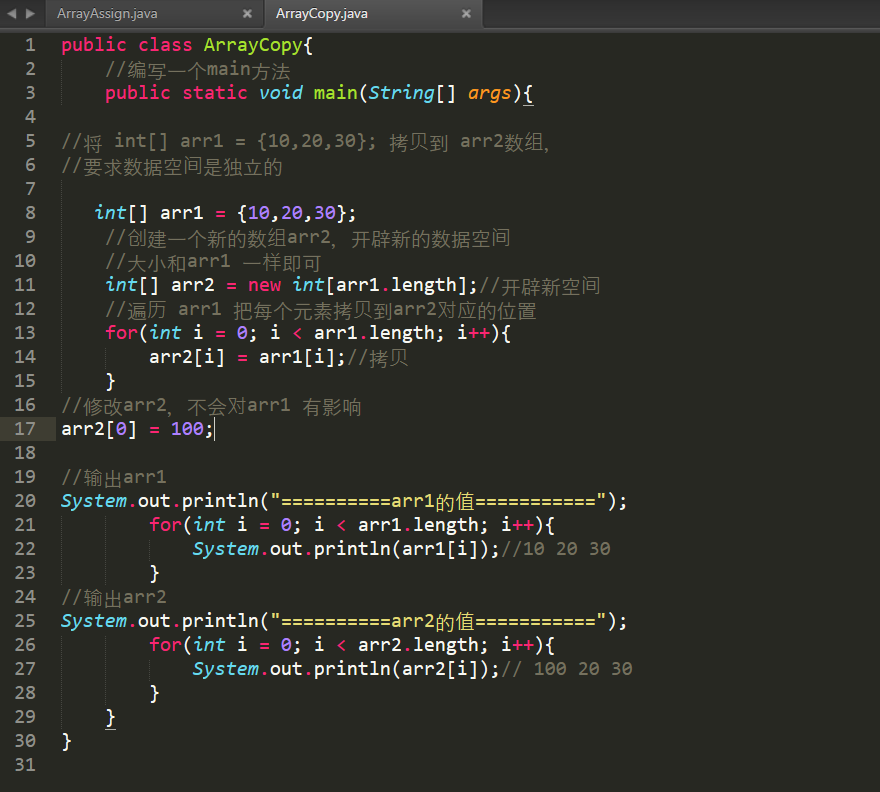 ArrayAssign.java
ArrayCopy.java
1 public class ArrayCopy{
2 //编写一个main方法
3 public static void main(String[] args){
4
5 //将 int[] arr1 = {10,20,30}; 拷贝到 arr2数组,
6 //要求数据空间是独立的
7
8 int[] arr1 = {10,20,30};
9 //创建一个新的数组arr2, 开辟新的数据空间
10 //大小和arr1 一样即可
11 int[] arr2 = new int[arr1.length];//开辟新空间
12 //遍历 arr1 把每个元素拷贝到arr2对应的位置
13 for(int i = 0; i < arr1.length; i++){
14 arr2[i] = arr1[i];//拷贝
15 }
16 //修改arr2, 不会对arr1 有影响
17 arr2[0] = 100;
18
19 //输出arr1
20 System.out.println("==========arr1的值===========");
21 for(int i = 0; i < arr1.length; i++){
22 System.out.println(arr1[i]);//10 20 30
23 }
24 //输出arr2
25 System.out.println("==========arr2的值===========");
26 for(int i = 0; i < arr2.length; i++){
27 System.out.println(arr2[i]);// 100 20 30
28 }
29 }
30 }
31